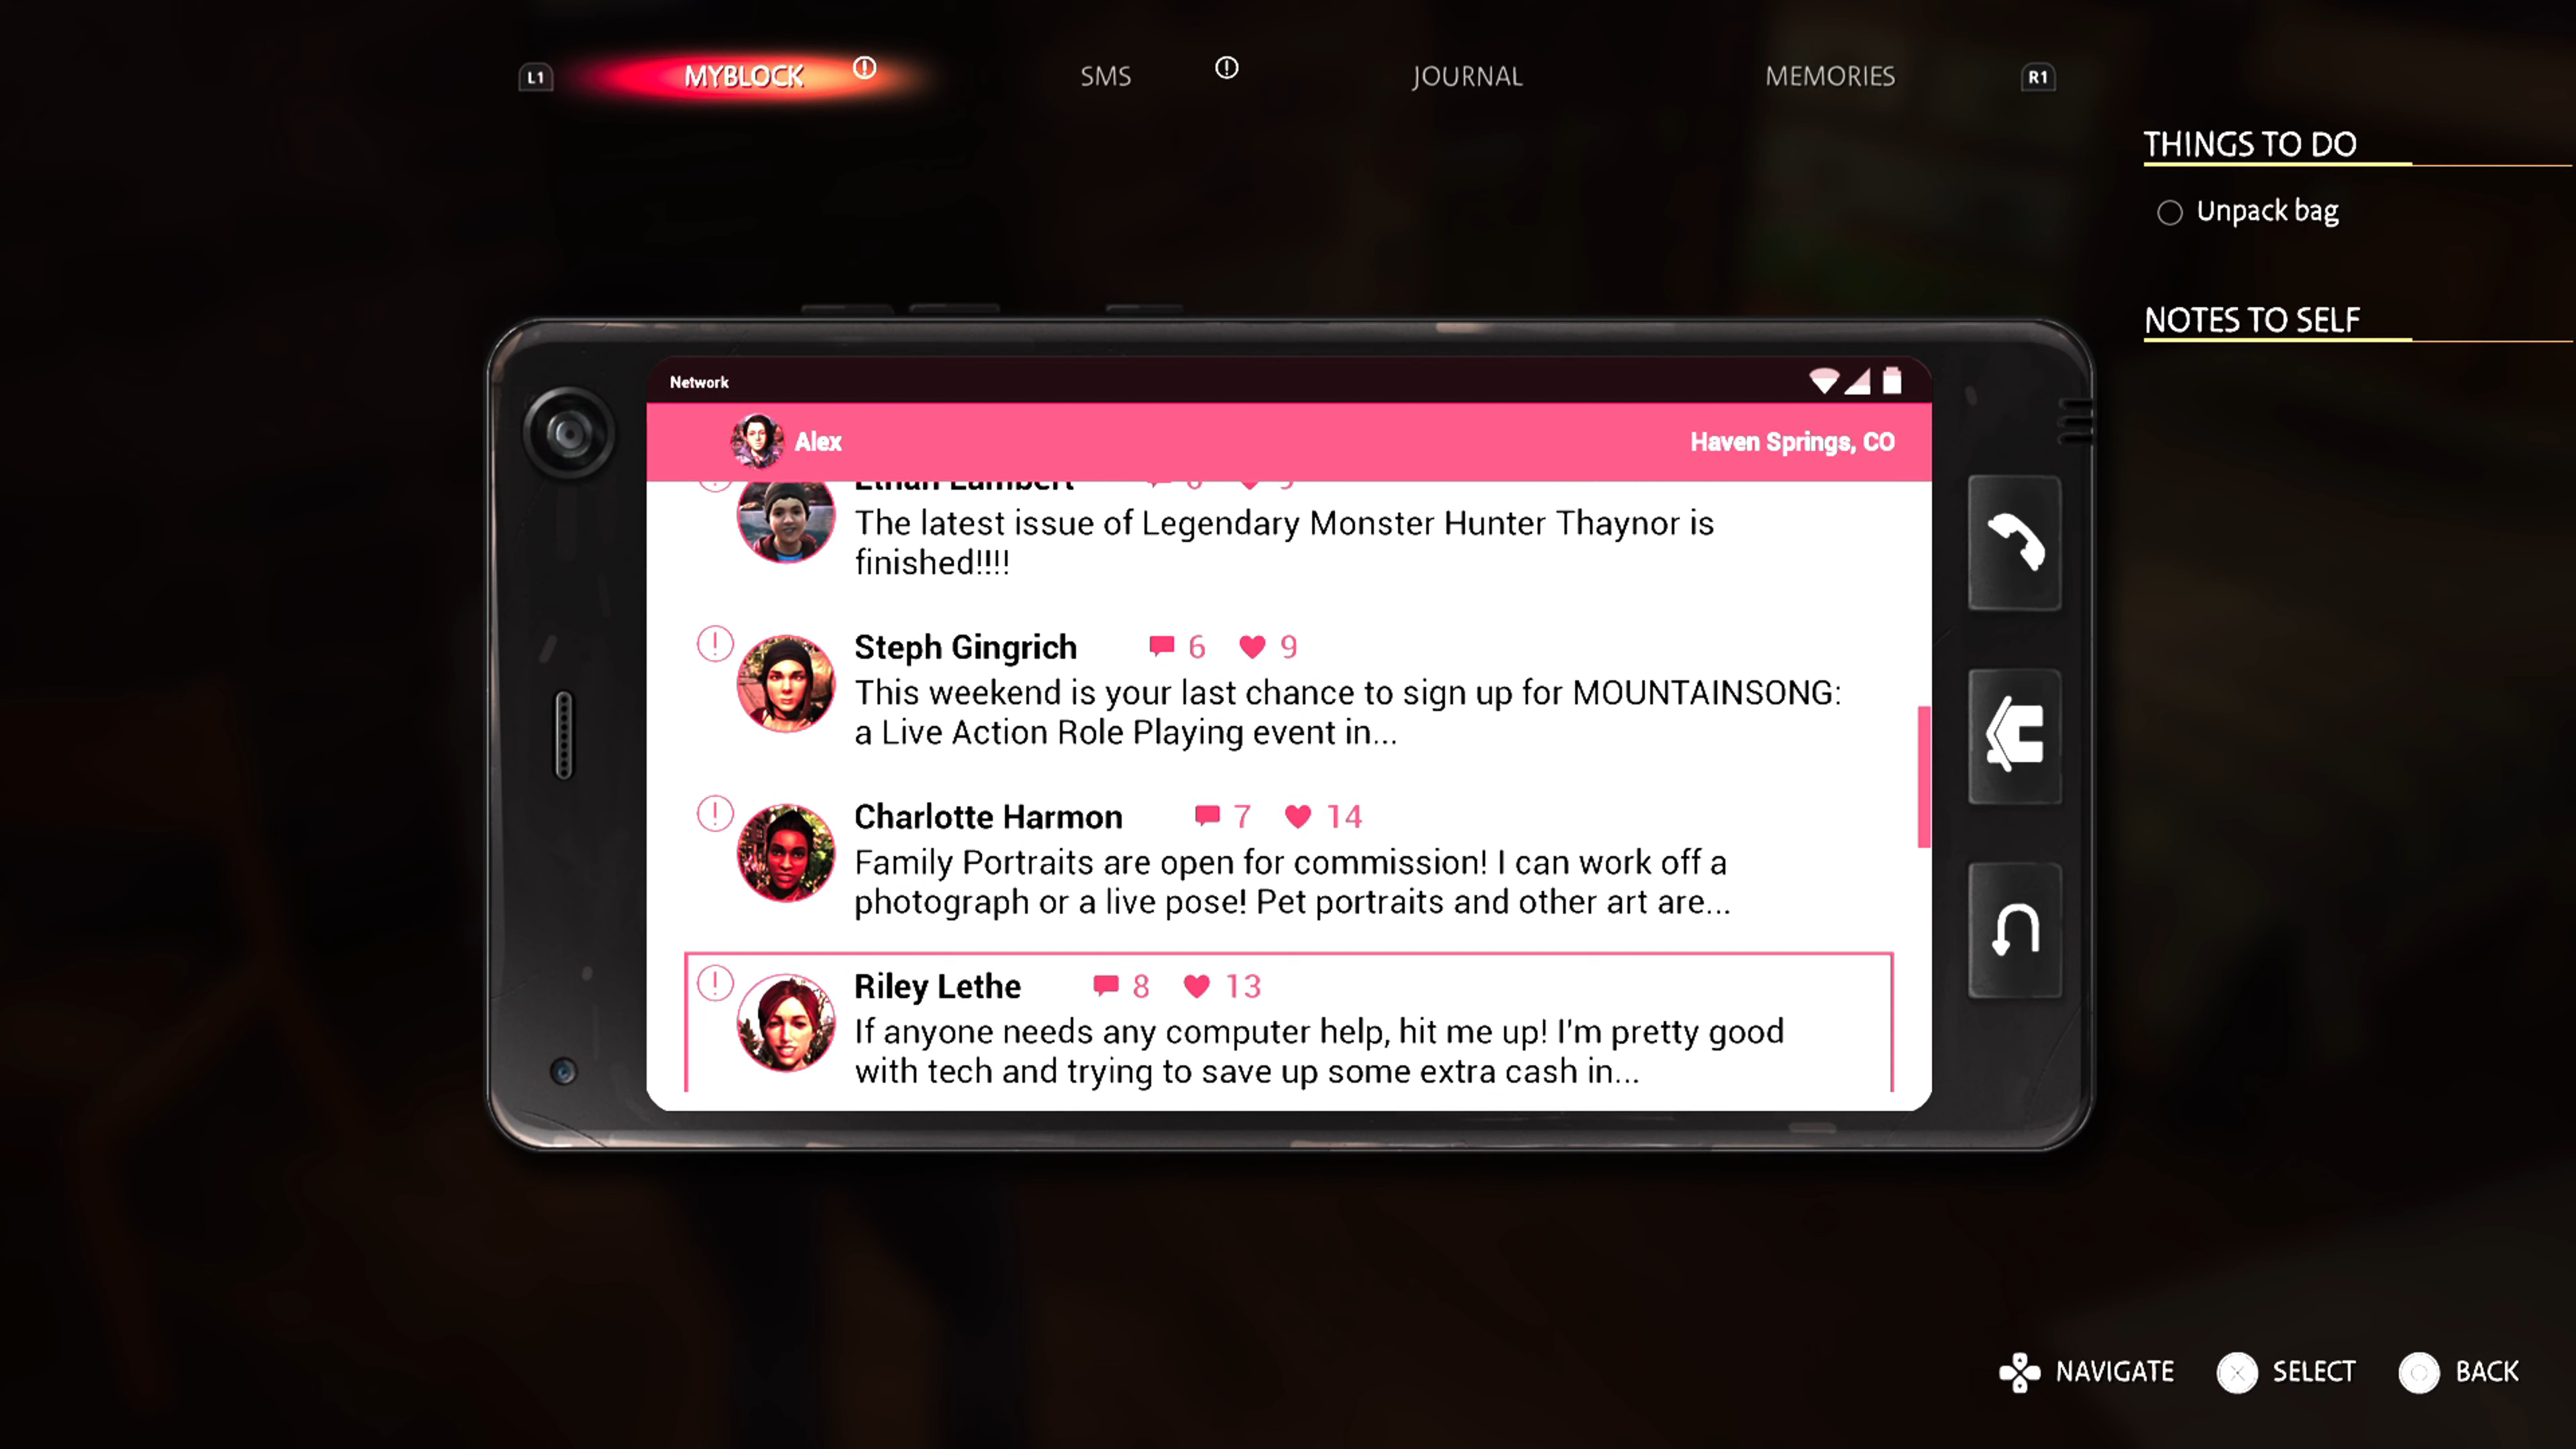 L1 MYBLOCK SMS JOURNAL MEMORIES R1
THINGS TO DO
Unpack bag
NOTES TO SELF
Network
Alex Haven Springs, CO
Ethan Lambert
The latest issue of Legendary Monster Hunter Thaynor is
finished!!!!
Steph Gingrich 6 9
This weekend is your last chance to sign up for MOUNTAINSONG:
a Live Action Role Playing event in...
Charlotte Harmon 7 14
Family Portraits are open for commission! I can work off a
photograph or a live pose! Pet portraits and other art are...
Riley Lethe 8 13
If anyone needs any computer help, hit me up! I'm pretty good
with tech and trying to save up some extra cash in...
NAVIGATE SELECT BACK